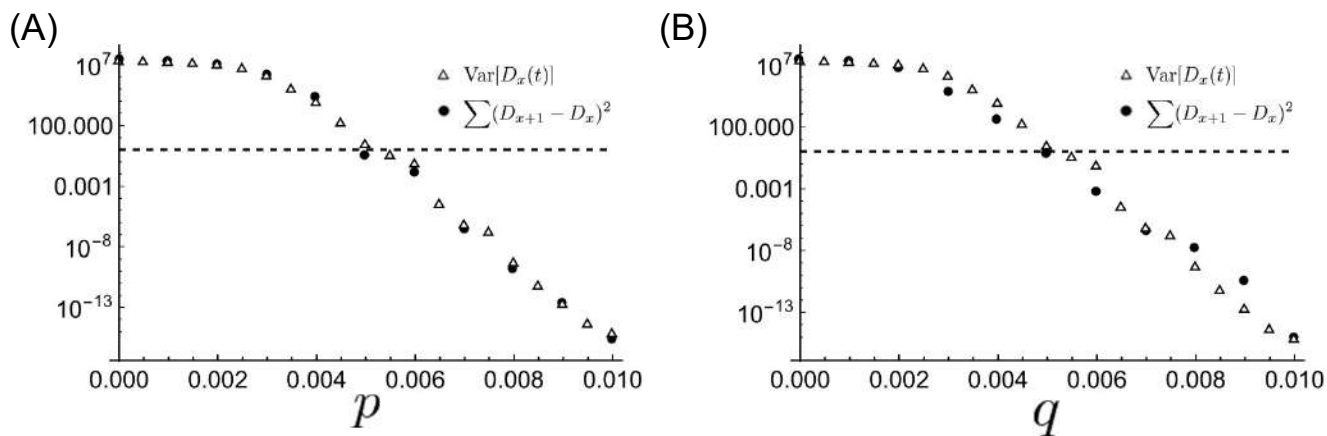 (A)
10^7
100.000
0.001
10^-8
10^-13
△ Var[D_x(t)]
● ∑(D_{x+1} − D_x)^2
0.000 0.002 0.004 0.006 0.008 0.010
p
(B)
10^7
100.000
0.001
10^-8
10^-13
△ Var[D_x(t)]
● ∑(D_{x+1} − D_x)^2
0.000 0.002 0.004 0.006 0.008 0.010
q